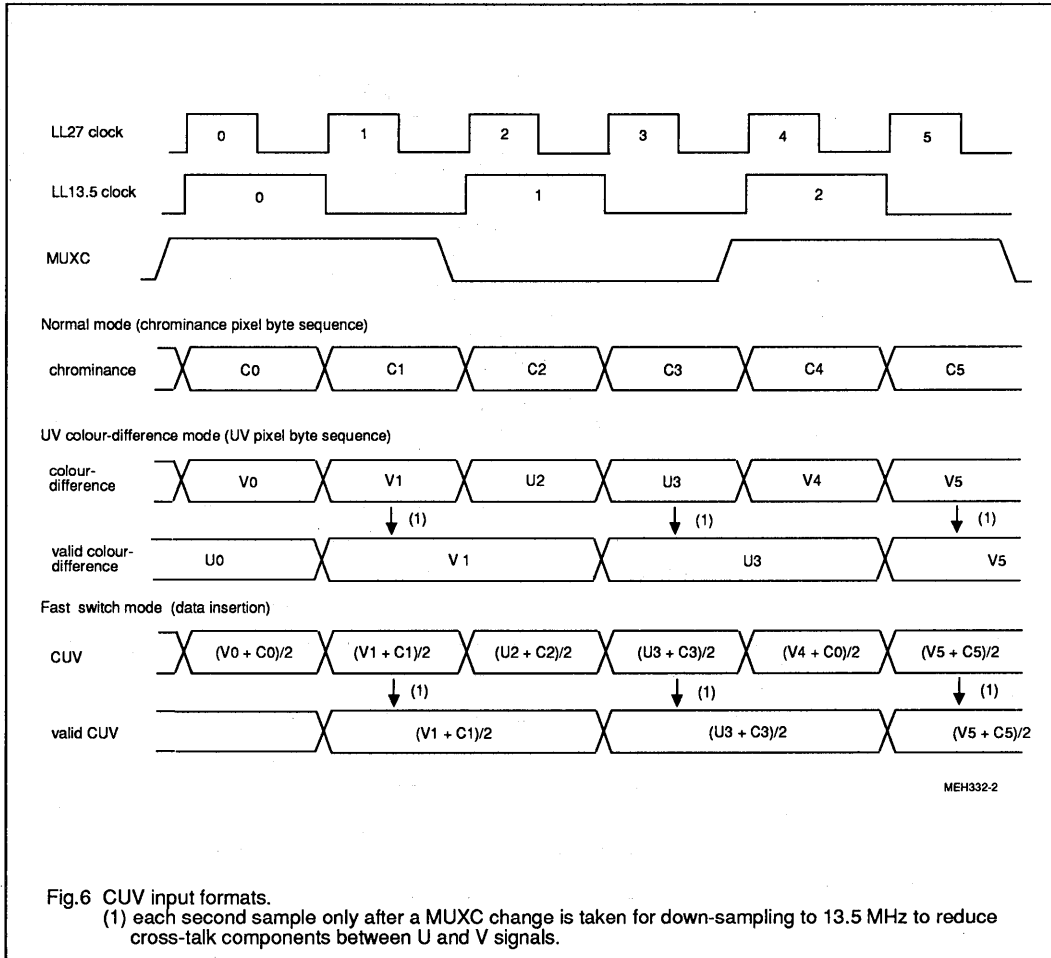 LL27 clock
0 1 2 3 4 5
LL13.5 clock
0 1 2
MUXC
Normal mode (chrominance pixel byte sequence)
chrominance
C0 C1 C2 C3 C4 C5
UV colour-difference mode (UV pixel byte sequence)
colour-
difference
V0 V1 U2 U3 V4 V5
(1) (1) (1)
valid colour-
difference
U0 V 1 U3 V5
Fast switch mode (data insertion)
CUV
(V0 + C0)/2 (V1 + C1)/2 (U2 + C2)/2 (U3 + C3)/2 (V4 + C0)/2 (V5 + C5)/2
(1) (1) (1)
valid CUV
(V1 + C1)/2 (U3 + C3)/2 (V5 + C5)/2
MEH332-2
Fig.6 CUV input formats.
(1) each second sample only after a MUXC change is taken for down-sampling to 13.5 MHz to reduce
cross-talk components between U and V signals.